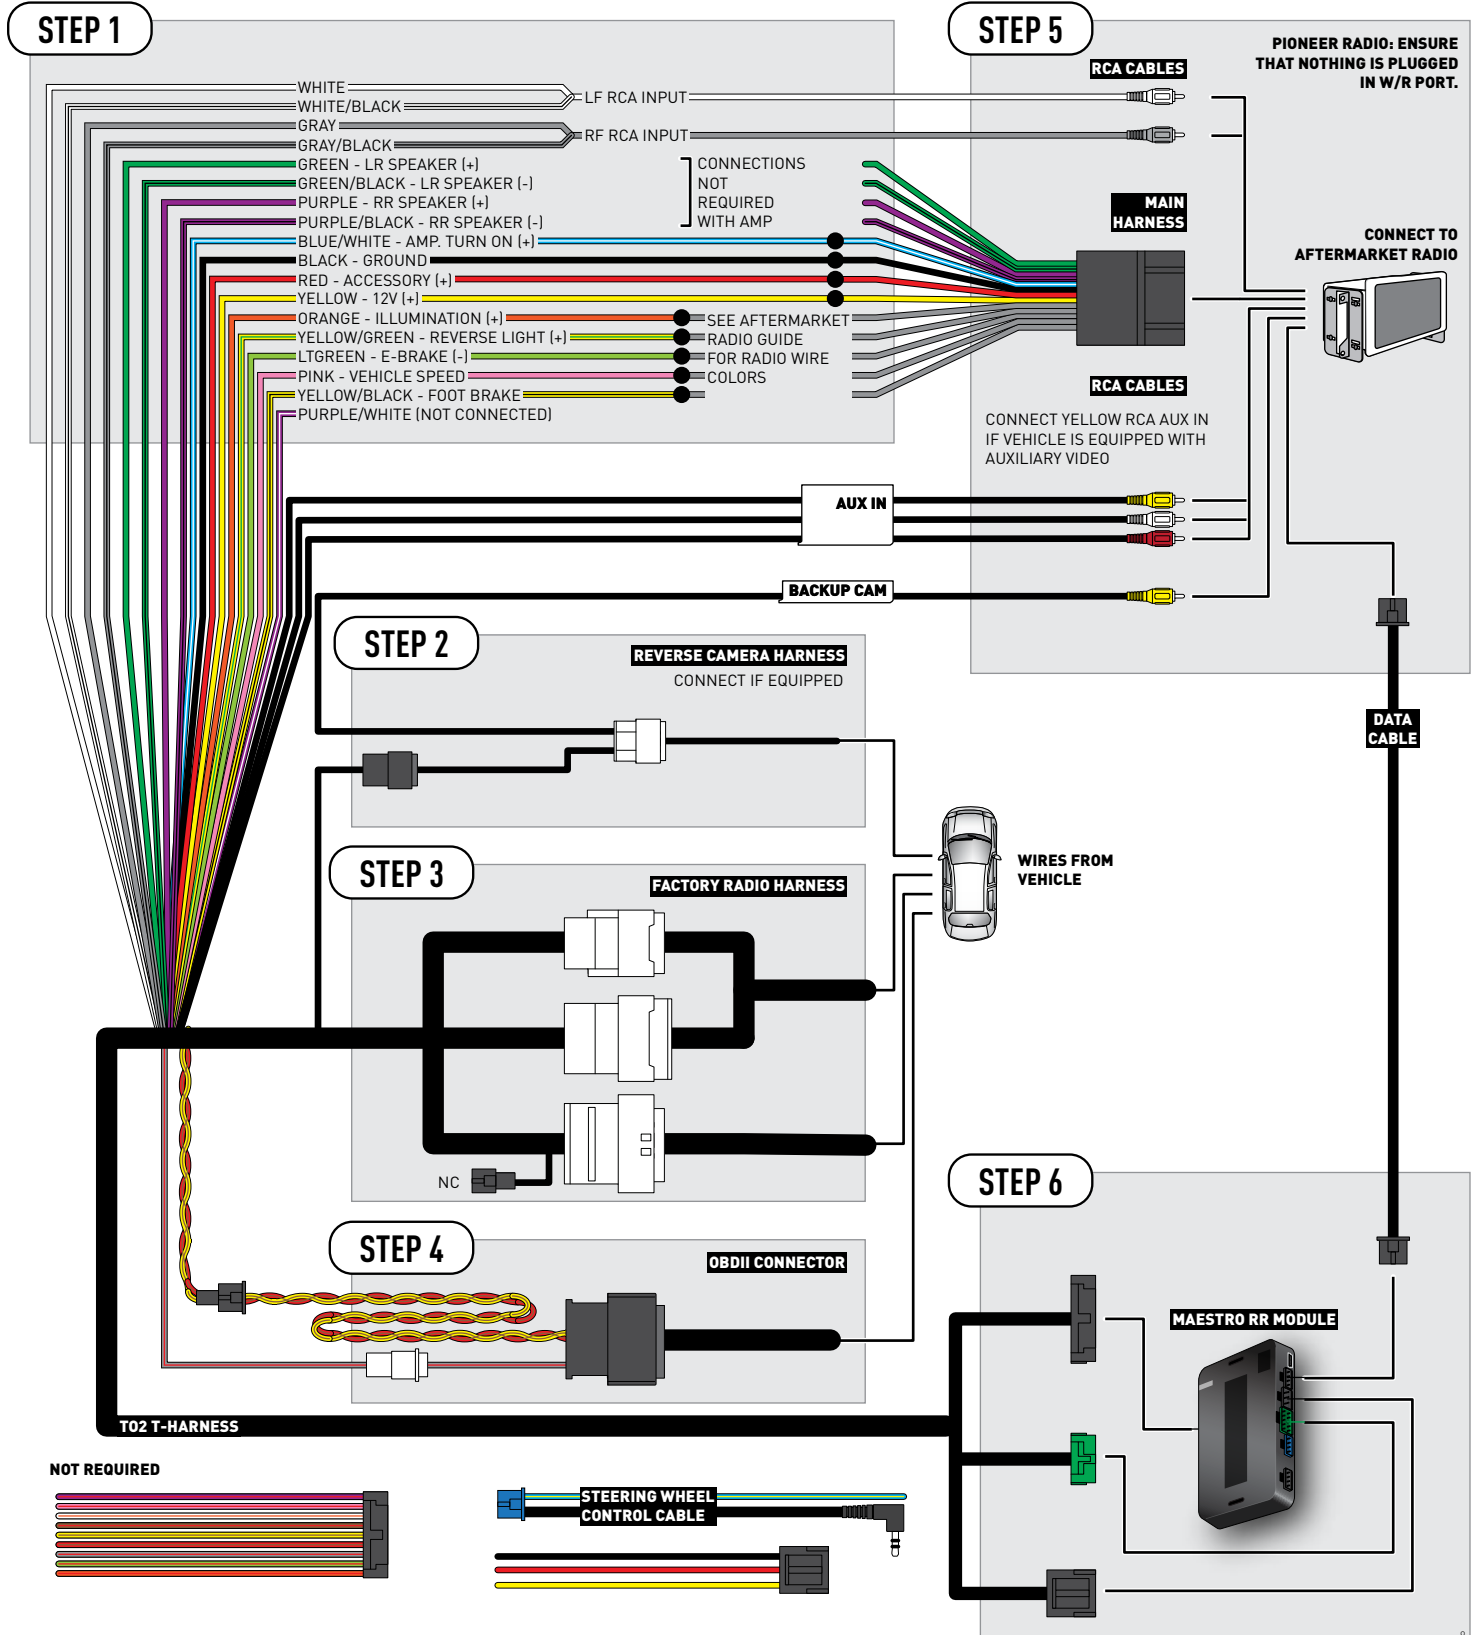 STEP 1
WHITE
WHITE/BLACK
LF RCA INPUT
GRAY
GRAY/BLACK
RF RCA INPUT
GREEN - LR SPEAKER (+)
GREEN/BLACK - LR SPEAKER (-)
PURPLE - RR SPEAKER (+)
PURPLE/BLACK - RR SPEAKER (-)
CONNECTIONS
NOT
REQUIRED
WITH AMP
BLUE/WHITE - AMP. TURN ON (+)
BLACK - GROUND
RED - ACCESSORY (+)
YELLOW - 12V (+)
ORANGE - ILLUMINATION (+)
YELLOW/GREEN - REVERSE LIGHT (+)
LTGREEN - E-BRAKE (-)
PINK - VEHICLE SPEED
YELLOW/BLACK - FOOT BRAKE
PURPLE/WHITE (NOT CONNECTED)
SEE AFTERMARKET
RADIO GUIDE
FOR RADIO WIRE
COLORS
STEP 5
RCA CABLES
PIONEER RADIO: ENSURE
THAT NOTHING IS PLUGGED
IN W/R PORT.
MAIN
HARNESS
CONNECT TO
AFTERMARKET RADIO
RCA CABLES
CONNECT YELLOW RCA AUX IN
IF VEHICLE IS EQUIPPED WITH
AUXILIARY VIDEO
AUX IN
BACKUP CAM
STEP 2
REVERSE CAMERA HARNESS
CONNECT IF EQUIPPED
DATA
CABLE
STEP 3
FACTORY RADIO HARNESS
WIRES FROM
VEHICLE
NC
STEP 4
OBDII CONNECTOR
STEP 6
MAESTRO RR MODULE
TO2 T-HARNESS
NOT REQUIRED
STEERING WHEEL
CONTROL CABLE